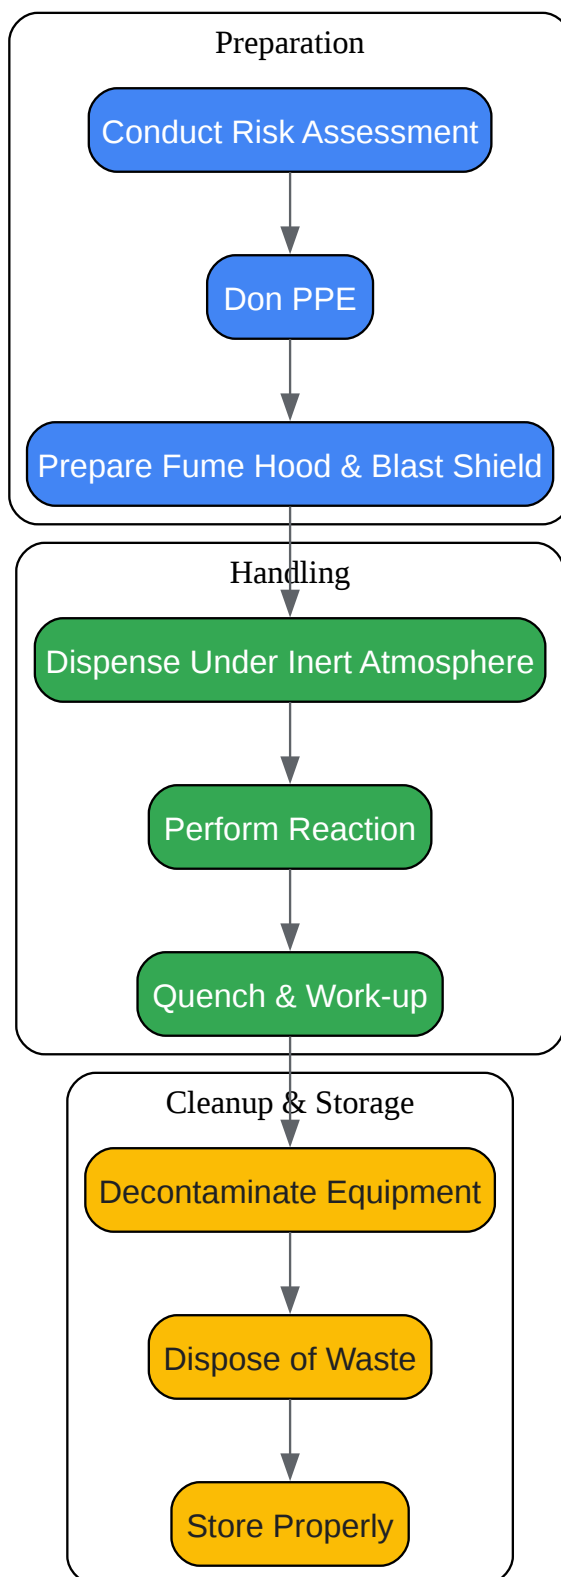 Preparation
Conduct Risk Assessment
Don PPE
Prepare Fume Hood & Blast Shield
Handling
Dispense Under Inert Atmosphere
Perform Reaction
Quench & Work-up
Cleanup & Storage
Decontaminate Equipment
Dispose of Waste
Store Properly